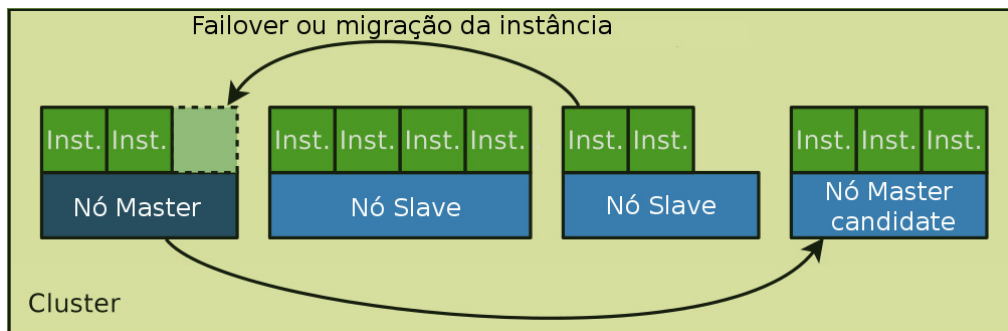 Failover ou migração da instância
Inst. Inst. Inst. Inst. Inst. Inst. Inst. Inst. Inst. Inst. Inst.
Nó Master
Nó Slave
Nó Slave
Nó Master
candidate
Cluster